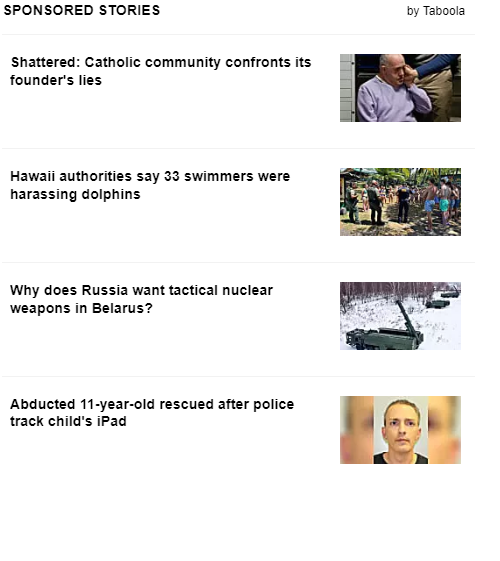 SPONSORED STORIES
by Taboola
Shattered: Catholic community confronts its
founder's lies
Hawaii authorities say 33 swimmers were
harassing dolphins
Why does Russia want tactical nuclear
weapons in Belarus?
Abducted 11-year-old rescued after police
track child's iPad